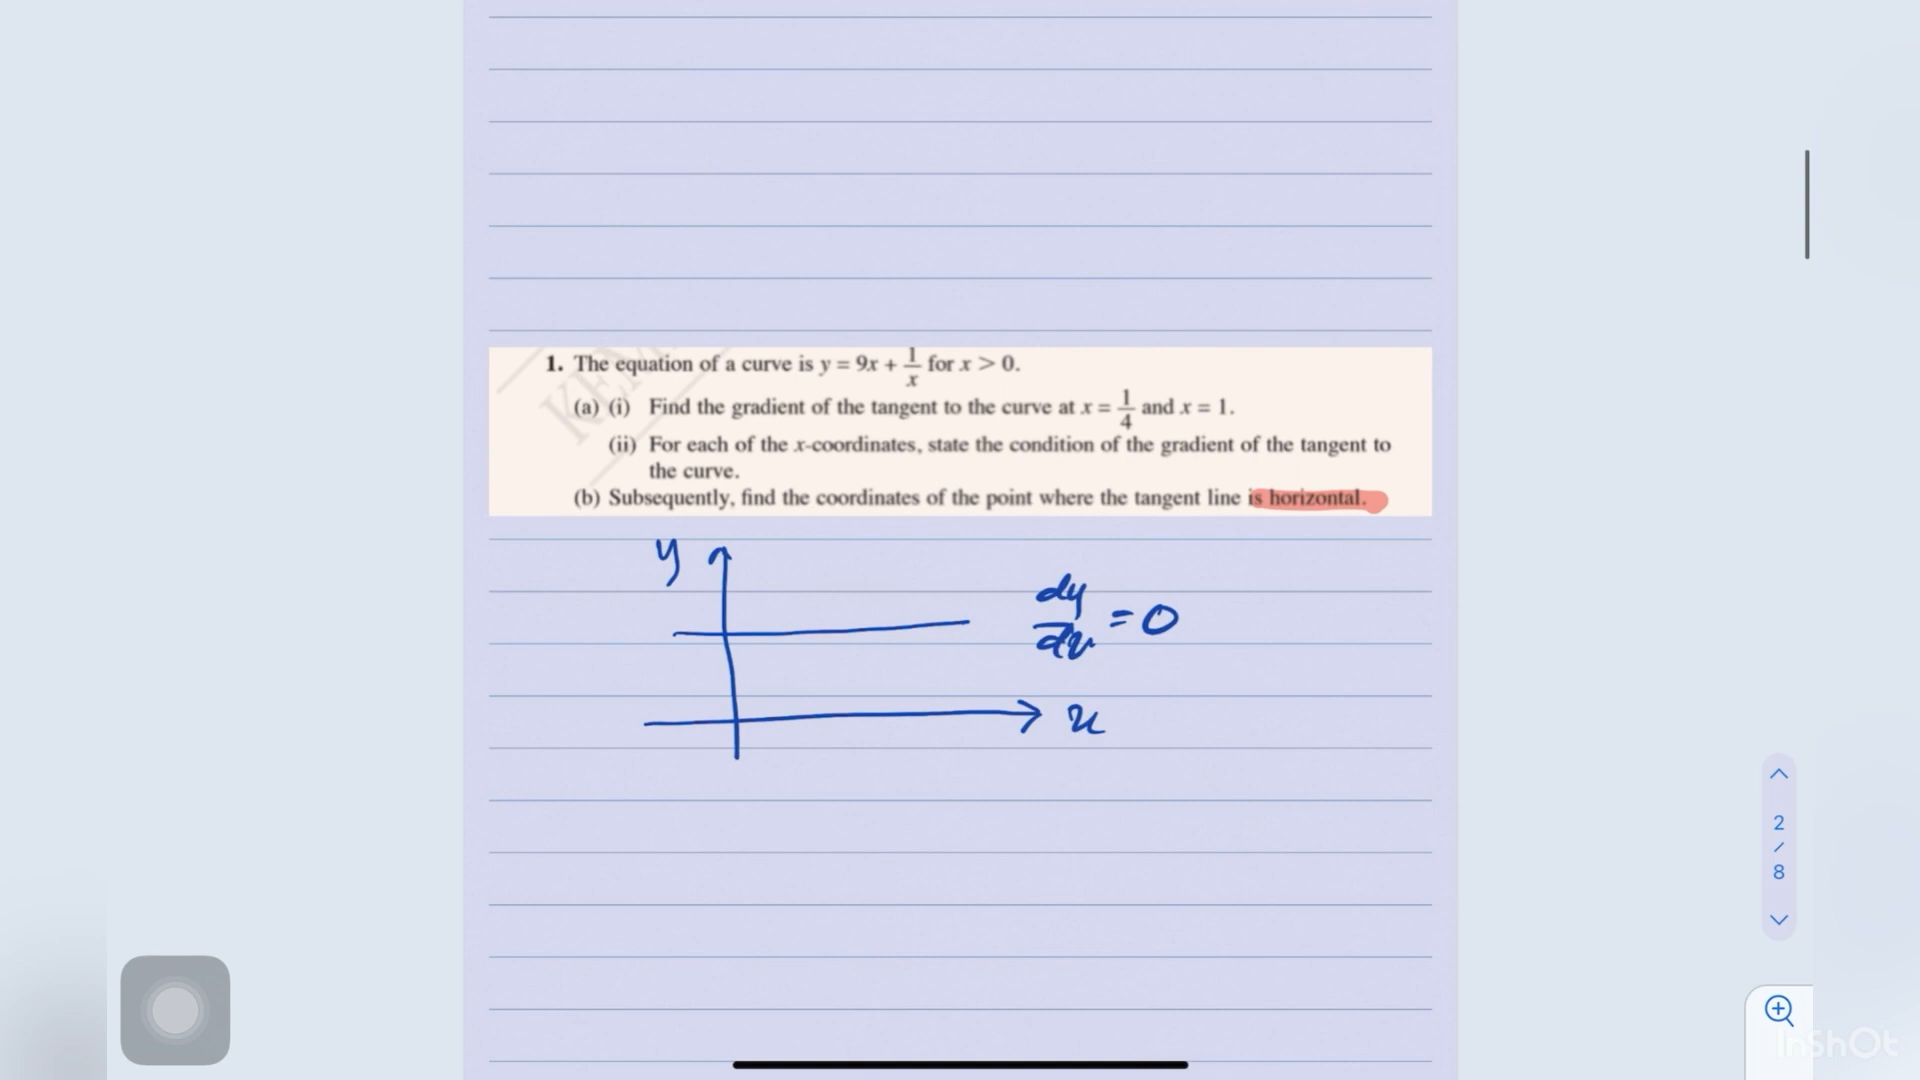 1. The equation of a curve is y = 9x + 1/x for x > 0.
(a) (i) Find the gradient of the tangent to the curve at x = 1/4 and x = 1.
(ii) For each of the x-coordinates, state the condition of the gradient of the tangent to
the curve.
(b) Subsequently, find the coordinates of the point where the tangent line is horizontal.
y
dy/dx = 0
x
2
/
8
InShOt